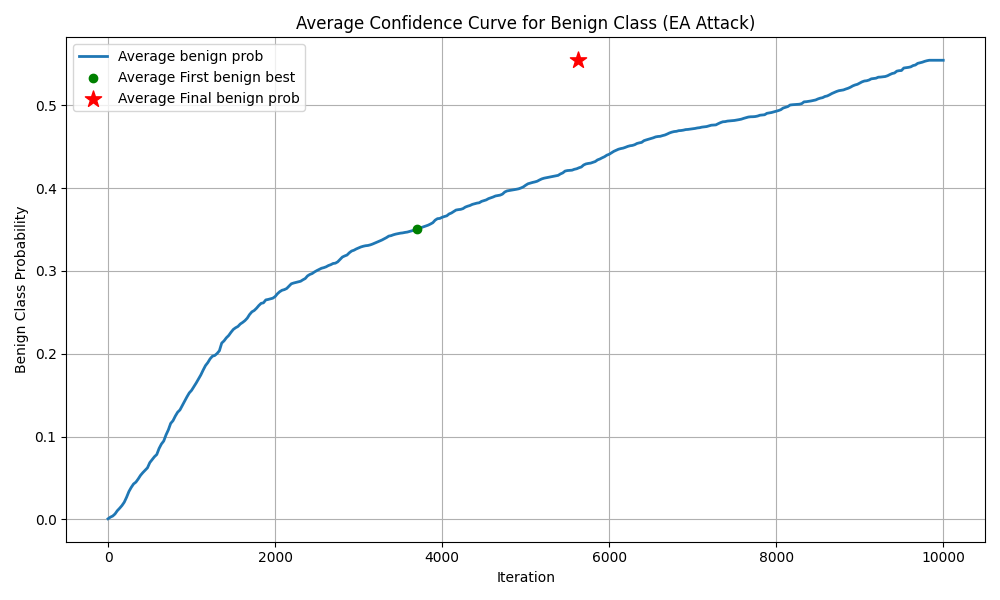 Average Confidence Curve for Benign Class (EA Attack)
Average benign prob
Average First benign best
Average Final benign prob
Benign Class Probability
0.5
0.4
0.3
0.2
0.1
0.0
0 2000 4000 6000 8000 10000
Iteration